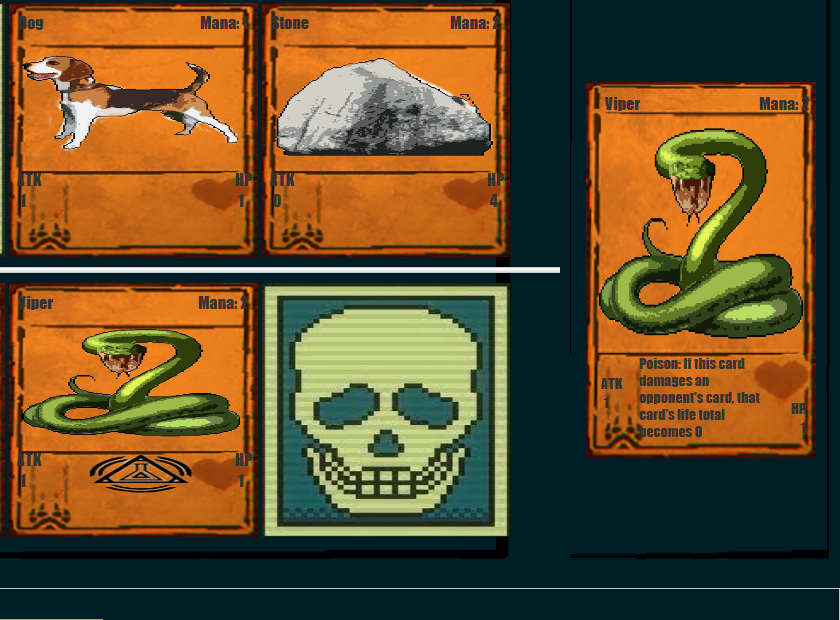 Dog Mana:
Stone Mana: 2
ATK HP
1 1
ATK HP
0 4
Viper Mana: 2
ATK HP
1 1
Viper Mana: 2
Poison: If this card
damages an
opponent's card, that
card's life total
becomes 0
ATK
1
HP
1